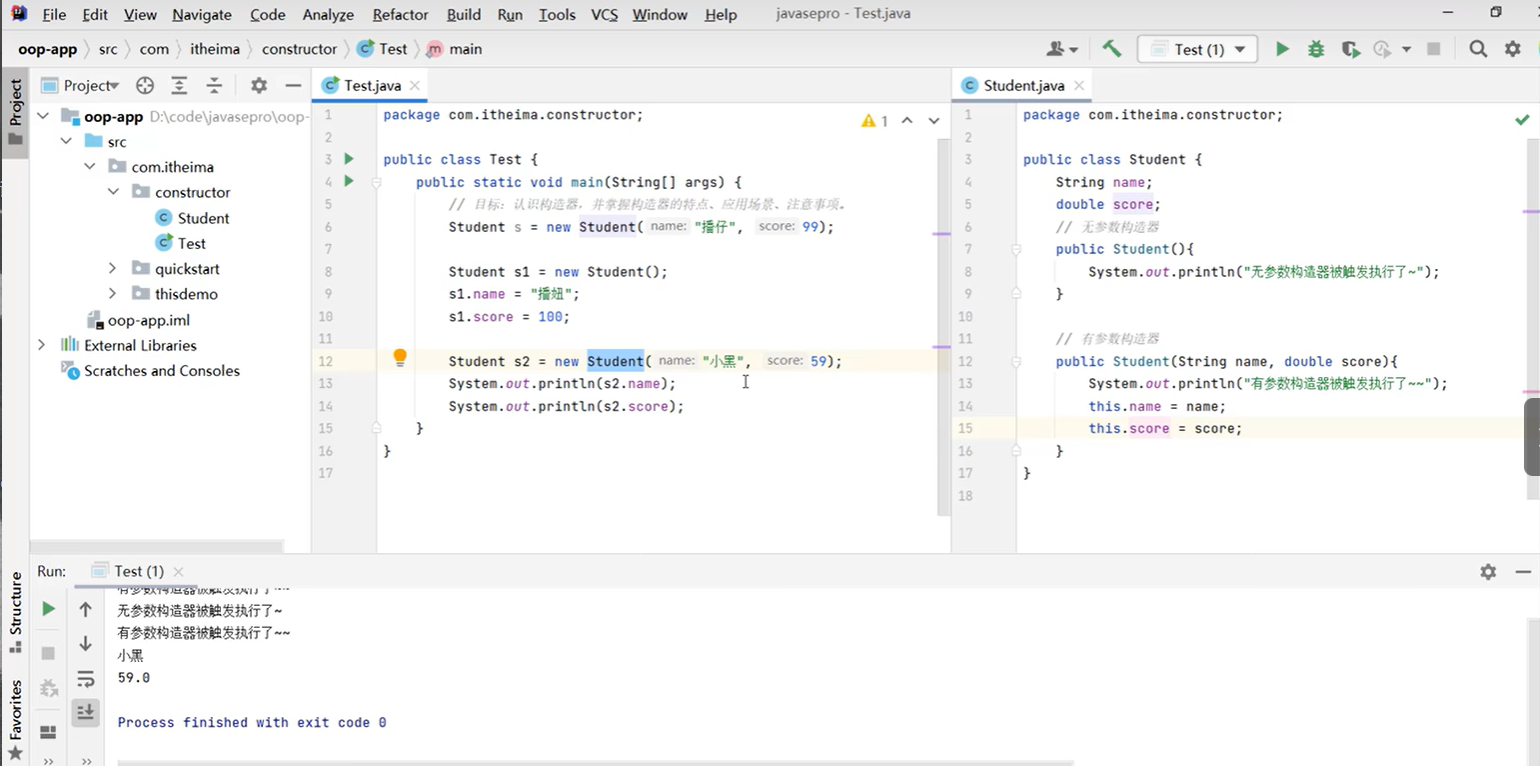 File Edit View Navigate Code Analyze Refactor Build Run Tools VCS Window Help javasepro - Test.java
oop-app src com itheima constructor Test main Test (1)
Project
Project
oop-app D:\code\javasepro\oop-
src
com.itheima
constructor
Student
Test
quickstart
thisdemo
oop-app.iml
External Libraries
Scratches and Consoles
Test.java
1 package com.itheima.constructor;
1
2
3 public class Test {
4 public static void main(String[] args) {
5 // 目标：认识构造器，并掌握构造器的特点、应用场景、注意事项。
6 Student s = new Student( name: "播仔", score: 99);
7
8 Student s1 = new Student();
9 s1.name = "播妞";
10 s1.score = 100;
11
12 Student s2 = new Student( name: "小黑", score: 59);
13 System.out.println(s2.name);
14 System.out.println(s2.score);
15 }
16 }
17
Student.java
1 package com.itheima.constructor;
2
3 public class Student {
4 String name;
5 double score;
6 // 无参数构造器
7 public Student(){
8 System.out.println("无参数构造器被触发执行了~");
9 }
10
11 // 有参数构造器
12 public Student(String name, double score){
13 System.out.println("有参数构造器被触发执行了~~");
14 this.name = name;
15 this.score = score;
16 }
17 }
18
Run: Test (1)
有参数构造器被触发执行了~~
无参数构造器被触发执行了~
有参数构造器被触发执行了~~
小黑
59.0
Process finished with exit code 0
Structure
Favorites